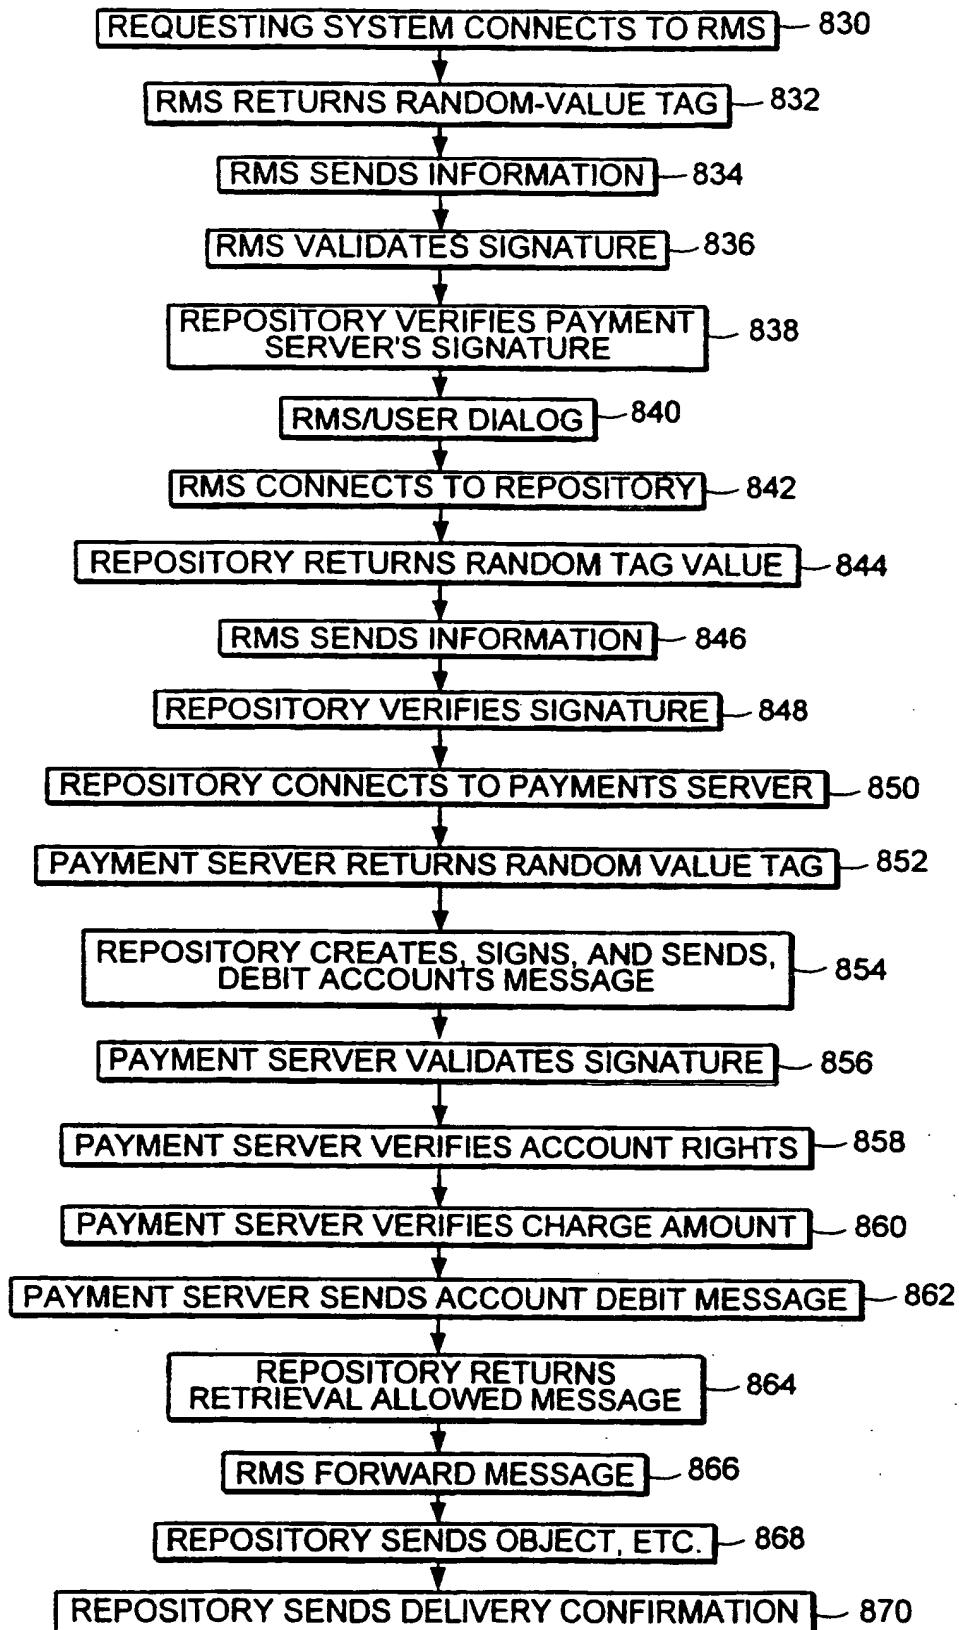 REQUESTING SYSTEM CONNECTS TO RMS 830
RMS RETURNS RANDOM-VALUE TAG 832
RMS SENDS INFORMATION 834
RMS VALIDATES SIGNATURE 836
REPOSITORY VERIFIES PAYMENT
SERVER'S SIGNATURE 838
RMS/USER DIALOG 840
RMS CONNECTS TO REPOSITORY 842
REPOSITORY RETURNS RANDOM TAG VALUE 844
RMS SENDS INFORMATION 846
REPOSITORY VERIFIES SIGNATURE 848
REPOSITORY CONNECTS TO PAYMENTS SERVER 850
PAYMENT SERVER RETURNS RANDOM VALUE TAG 852
REPOSITORY CREATES, SIGNS, AND SENDS,
DEBIT ACCOUNTS MESSAGE 854
PAYMENT SERVER VALIDATES SIGNATURE 856
PAYMENT SERVER VERIFIES ACCOUNT RIGHTS 858
PAYMENT SERVER VERIFIES CHARGE AMOUNT 860
PAYMENT SERVER SENDS ACCOUNT DEBIT MESSAGE 862
REPOSITORY RETURNS
RETRIEVAL ALLOWED MESSAGE 864
RMS FORWARD MESSAGE 866
REPOSITORY SENDS OBJECT, ETC. 868
REPOSITORY SENDS DELIVERY CONFIRMATION 870